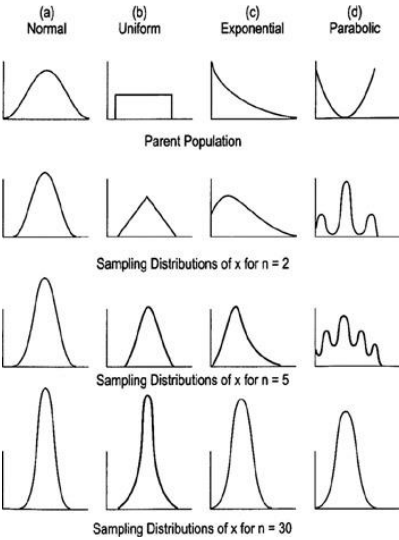 (a) (b) (c) (d)
Normal Uniform Exponential Parabolic
Parent Population
Sampling Distributions of x for n = 2
Sampling Distributions of x for n = 5
Sampling Distributions of x for n = 30